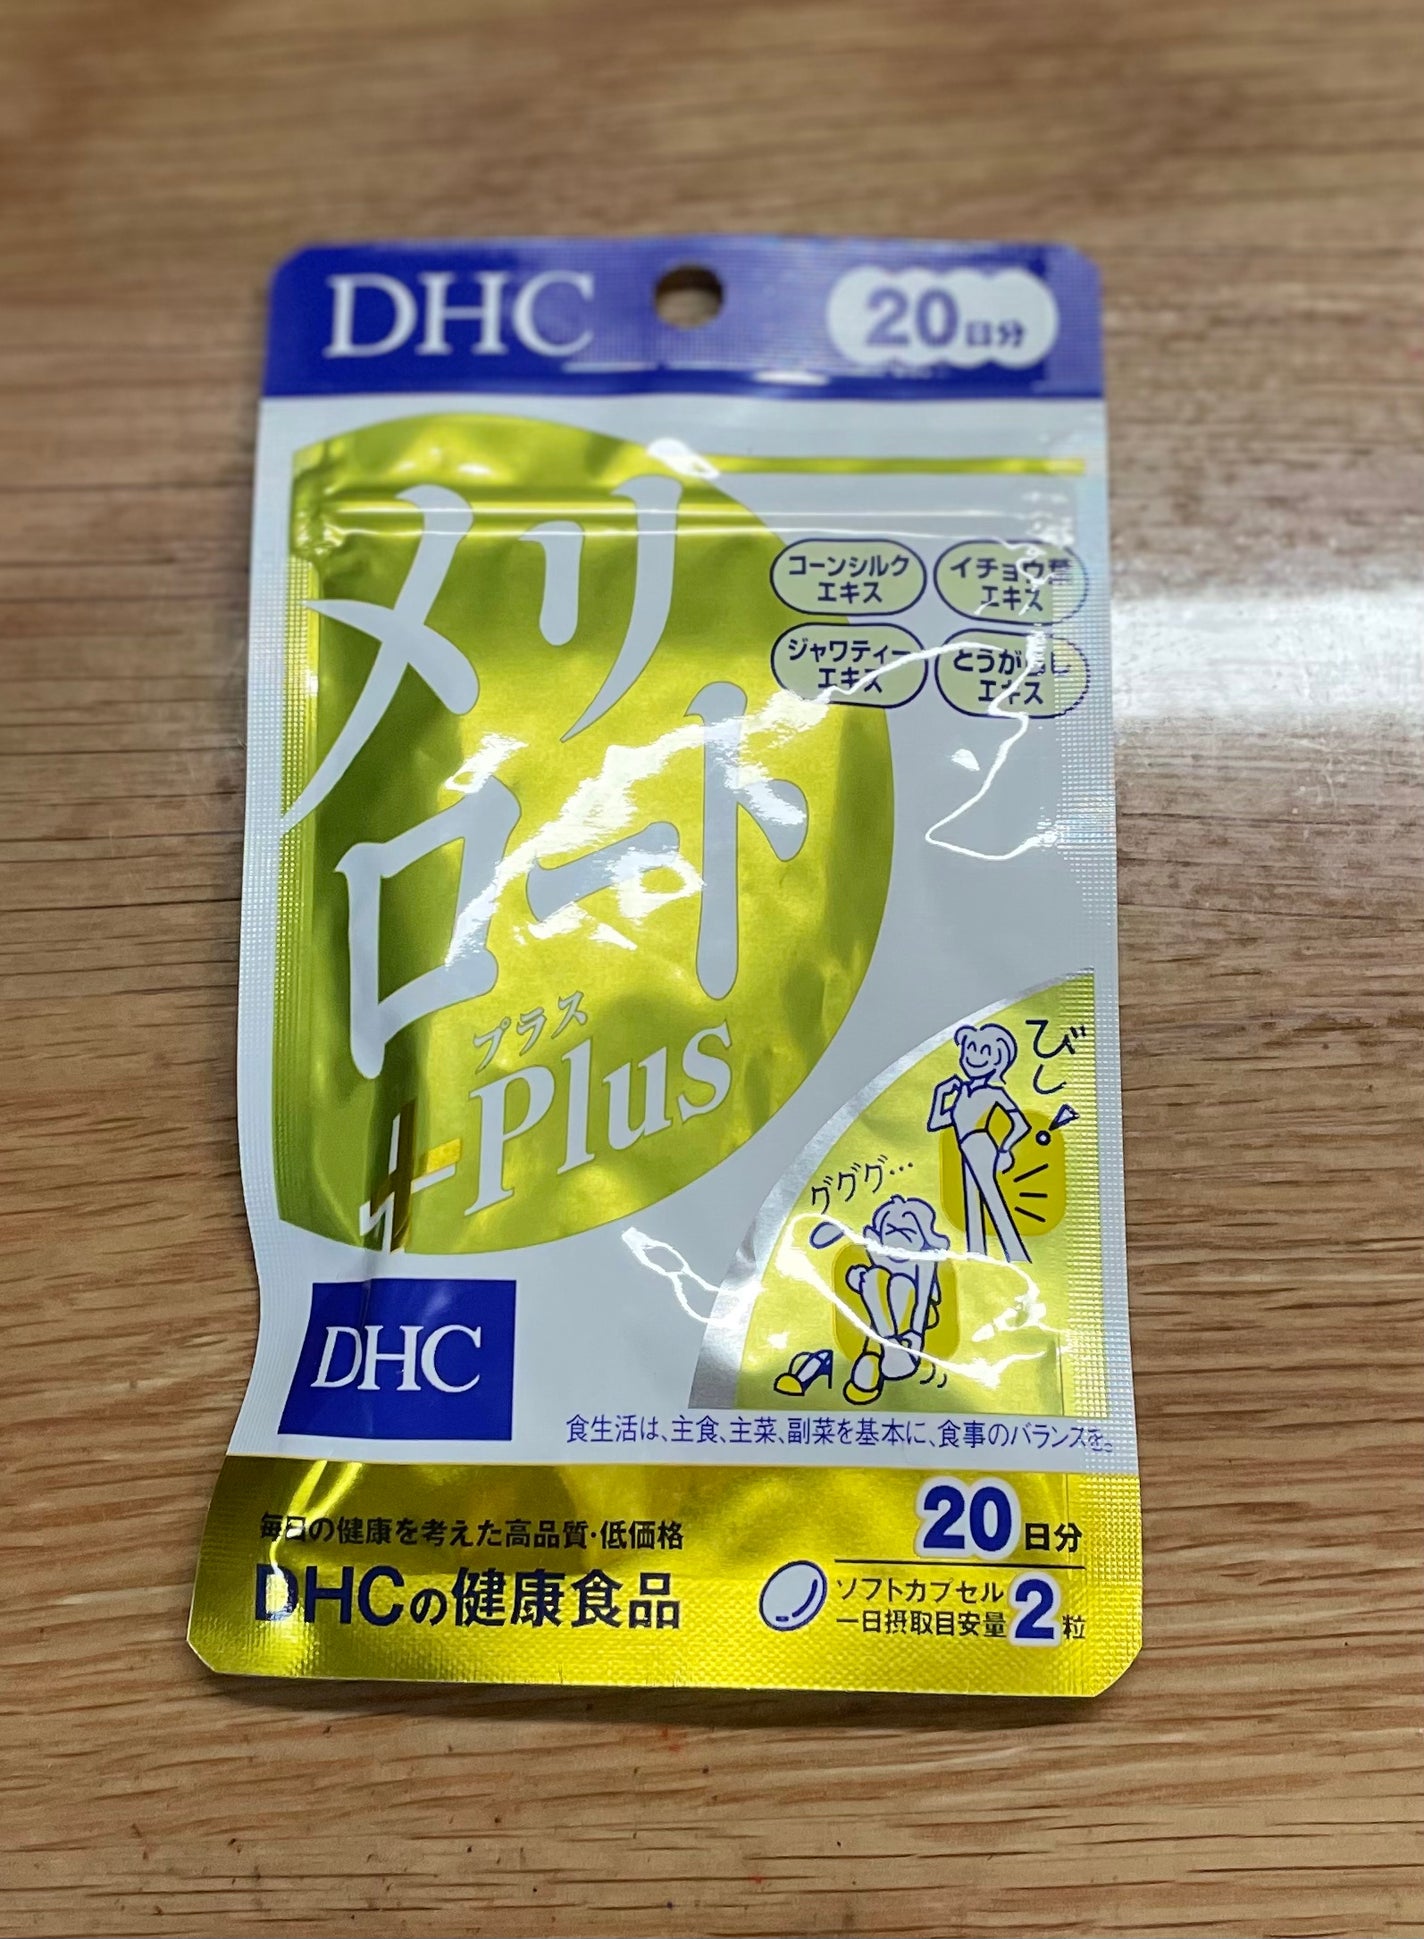 DHC
20日分
メリロート
プラス
+Plus
コーンシルク
エキス
イチョウ葉
エキス
ジャワティー
エキス
とうがらし
エキス
びしっ!
グググ…
DHC
食生活は、主食、主菜、副菜を基本に、食事のバランスを。
毎日の健康を考えた高品質・低価格
DHCの健康食品
20日分
ソフトカプセル
一日摂取目安量2粒